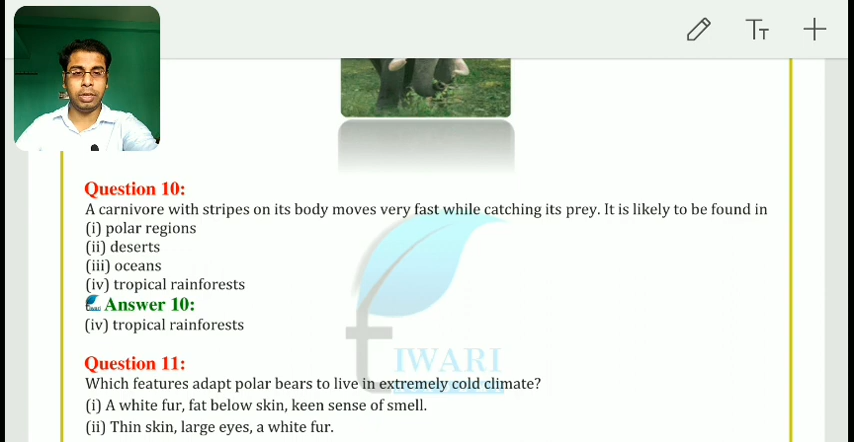 Question 10:
A carnivore with stripes on its body moves very fast while catching its prey. It is likely to be found in
(i) polar regions
(ii) deserts
(iii) oceans
(iv) tropical rainforests
Answer 10:
(iv) tropical rainforests
IWARI
Question 11:
Which features adapt polar bears to live in extremely cold climate?
(i) A white fur, fat below skin, keen sense of smell.
(ii) Thin skin, large eyes, a white fur.